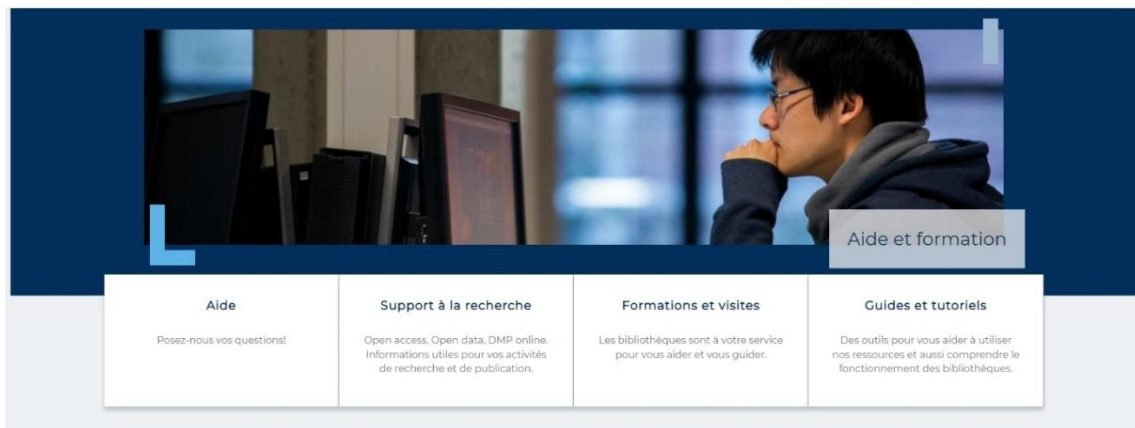 Aide et formation
Aide
Posez-nous vos questions!
Support à la recherche
Open access, Open data, DMP online.
Informations utiles pour vos activités
de recherche et de publication.
Formations et visites
Les bibliothèques sont à votre service
pour vous aider et vous guider.
Guides et tutoriels
Des outils pour vous aider à utiliser
nos ressources et aussi comprendre le
fonctionnement des bibliothèques.